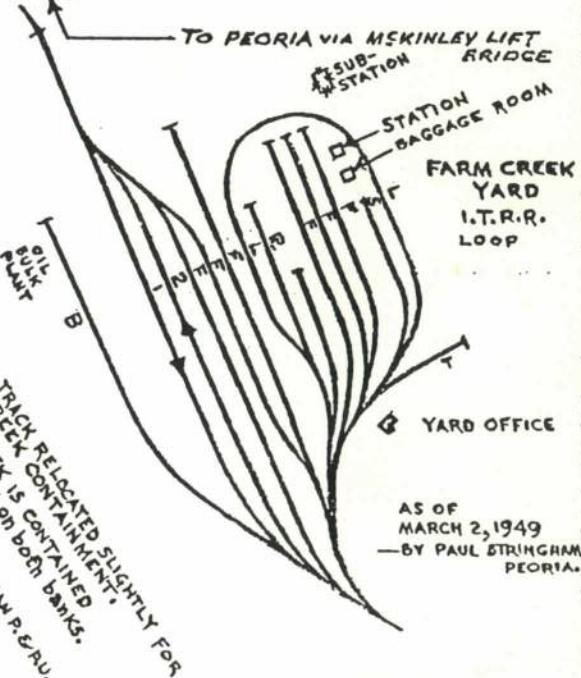 TO PEORIA VIA MCKINLEY LIFT
BRIDGE
SUB-
STATION
STATION
BAGGAGE ROOM
FARM CREEK
YARD
I.T.R.R.
LOOP
OIL
BULK
PLANT
B
1
2
F
F
F
F
L
R
F
F
F
S
L
T
YARD OFFICE
AS OF
MARCH 2, 1949
—BY PAUL STRINGHAM
PEORIA.
TRACK RELOCATED SLIGHTLY FOR
CREEK CONTAINMENT.
IS CONTAINED
on both banks.
P. & P.U.